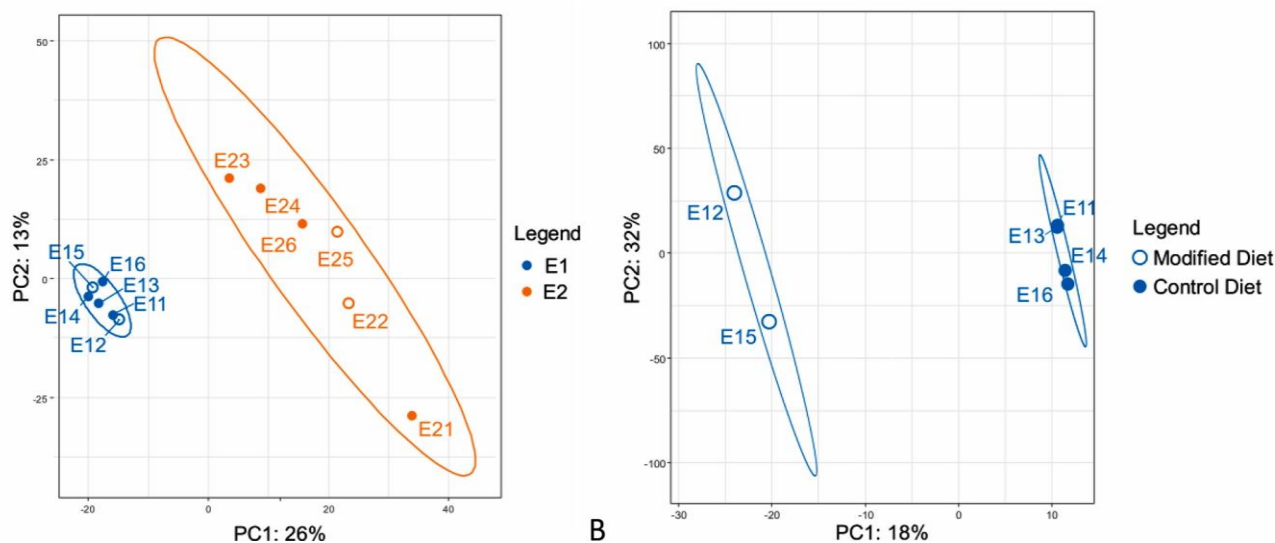 50
25
0
-25
PC2: 13%
-20
0
20
40
PC1: 26%
E23
E24
E26
E25
E22
E21
E15
E16
E13
E14
E11
E12
Legend
E1
E2
B
100
50
0
-50
-100
PC2: 32%
-30
-20
-10
0
10
PC1: 18%
E12
E15
E11
E13
E14
E16
Legend
Modified Diet
Control Diet